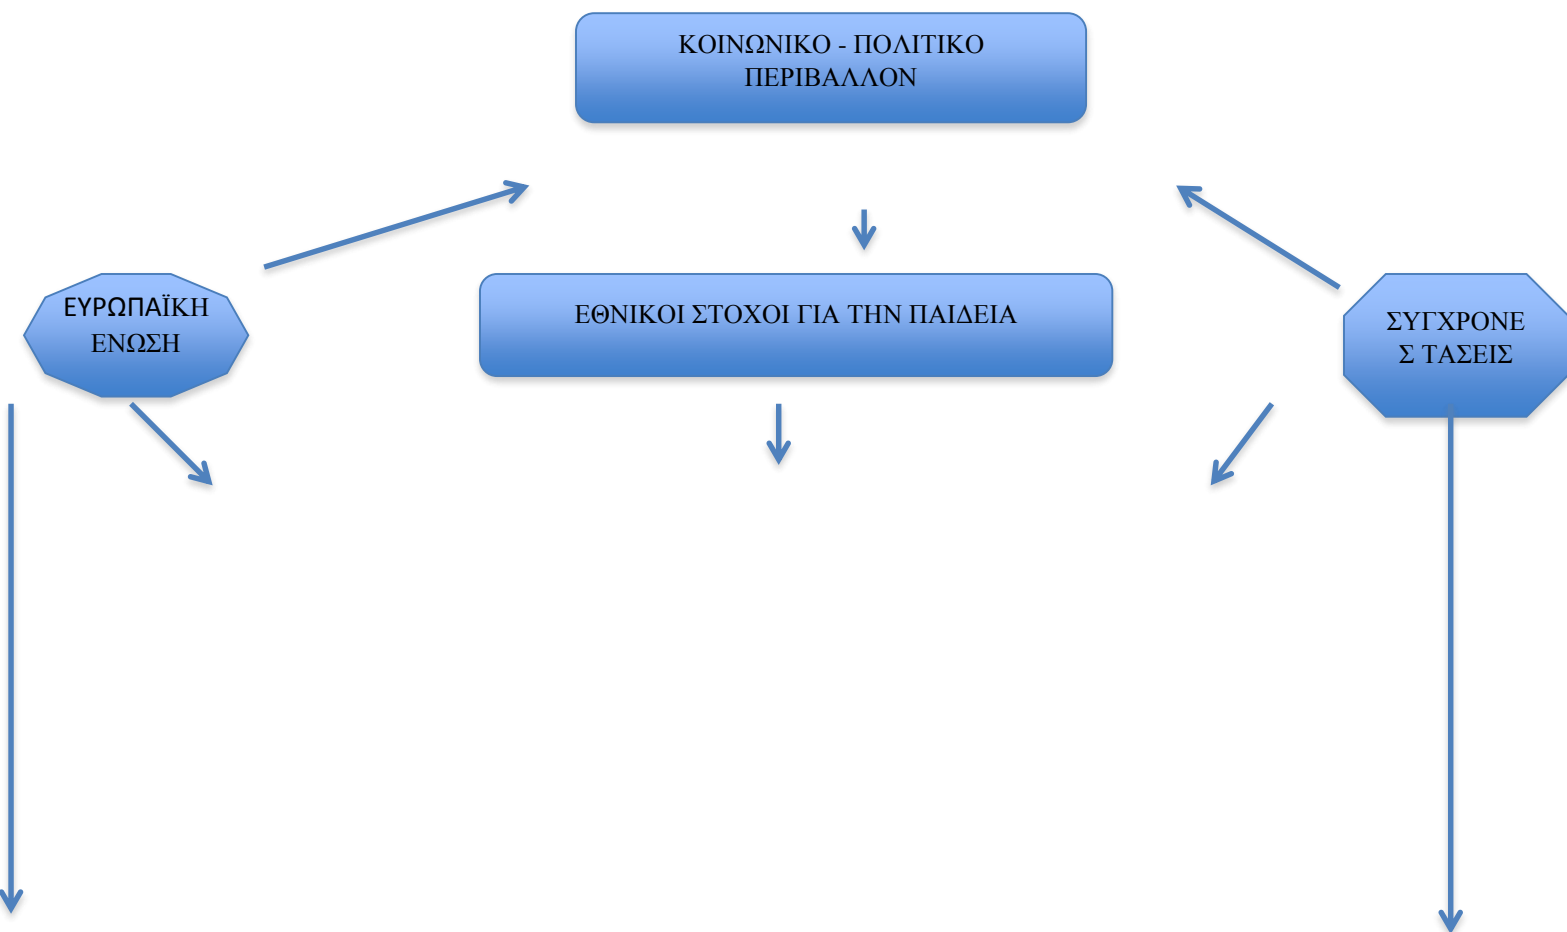 ΚΟΙΝΩΝΙΚΟ - ΠΟΛΙΤΙΚΟ
ΠΕΡΙΒΑΛΛΟΝ
ΕΥΡΩΠΑΪΚΗ
ΕΝΩΣΗ
ΕΘΝΙΚΟΙ ΣΤΟΧΟΙ ΓΙΑ ΤΗΝ ΠΑΙΔΕΙΑ
ΣΥΓΧΡΟΝΕ
Σ ΤΑΣΕΙΣ